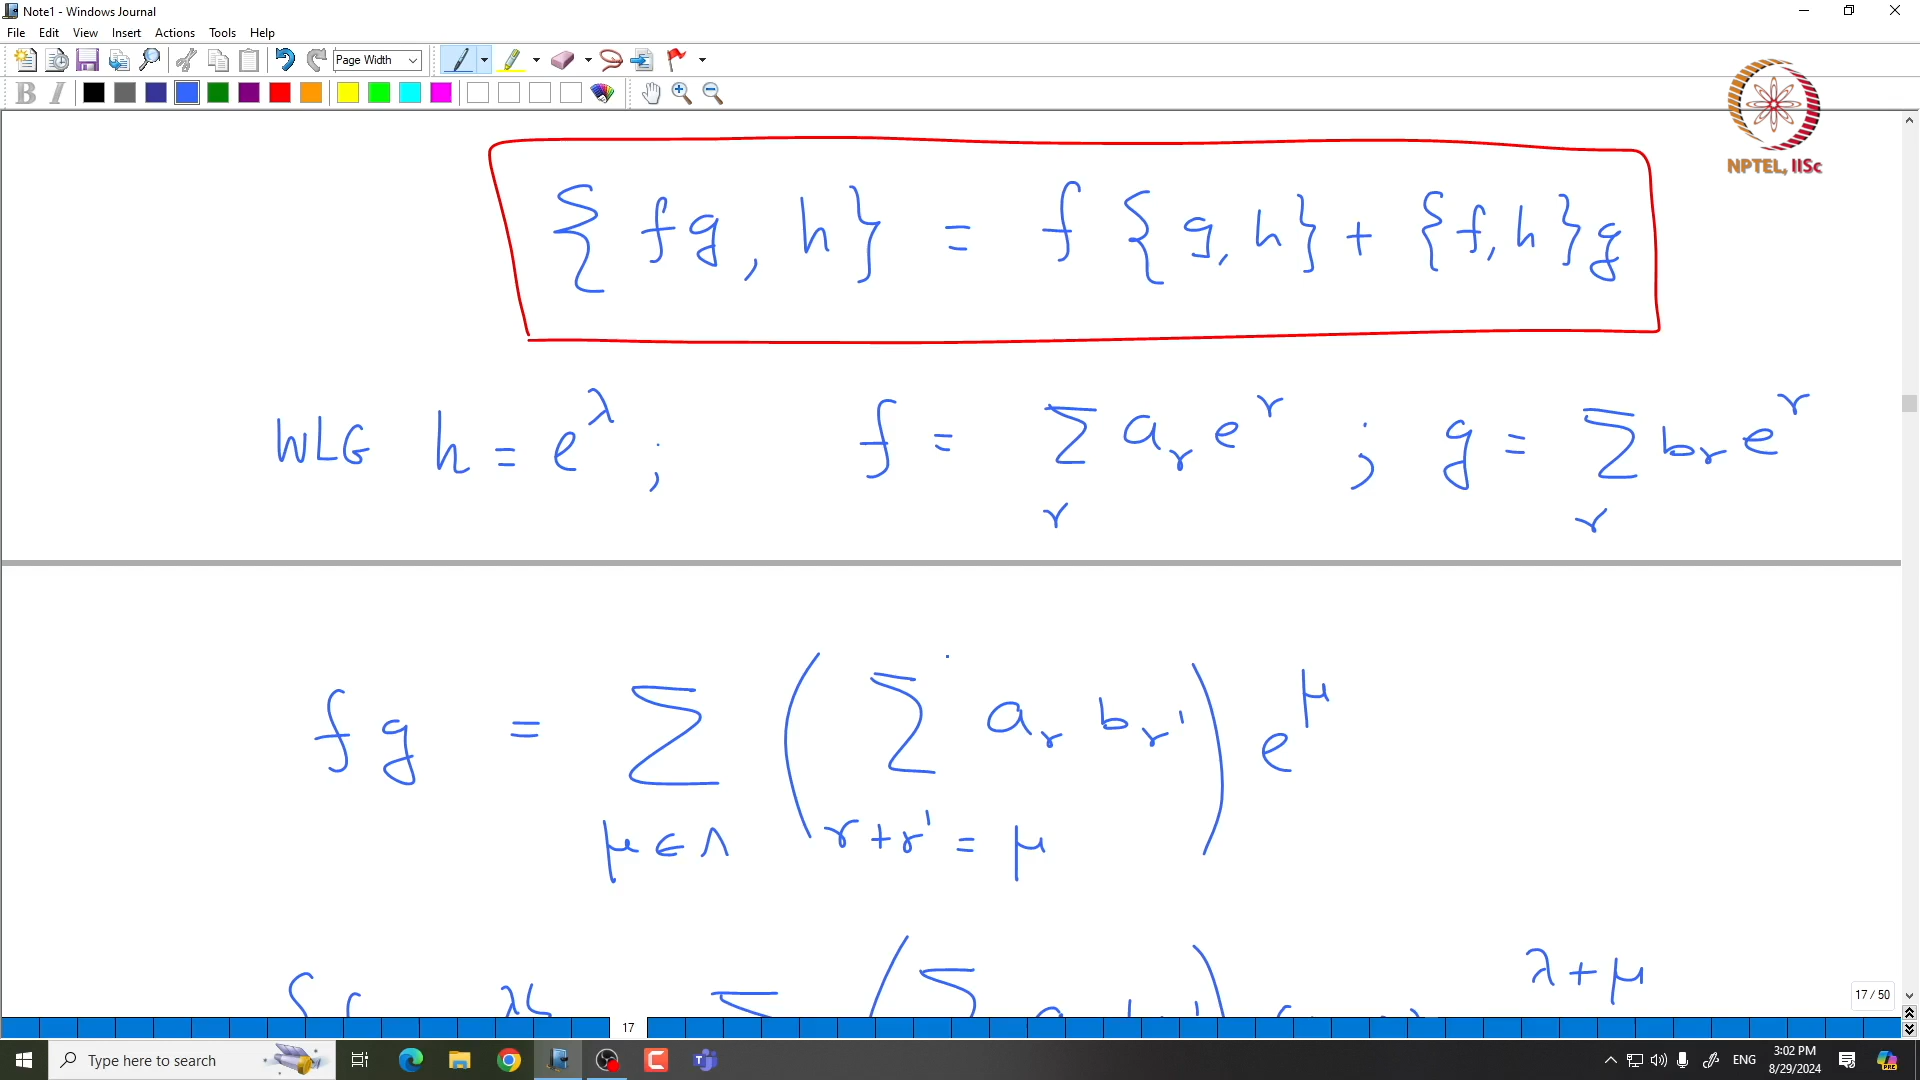 Note1 - Windows Journal
File Edit View Insert Actions Tools Help
Page Width
B I
NPTEL, IISc
{ fg, h } = f { g, h } + { f, h } g
WLG h = e^λ ; f = Σ_γ a_γ e^γ ; g = Σ_γ b_γ e^γ
f g = Σ_{μ ∈ Λ} ( Σ_{γ+γ' = μ} a_γ b_γ' ) e^μ
λ + μ
17 / 50
17
Type here to search
ENG
3:02 PM
8/29/2024